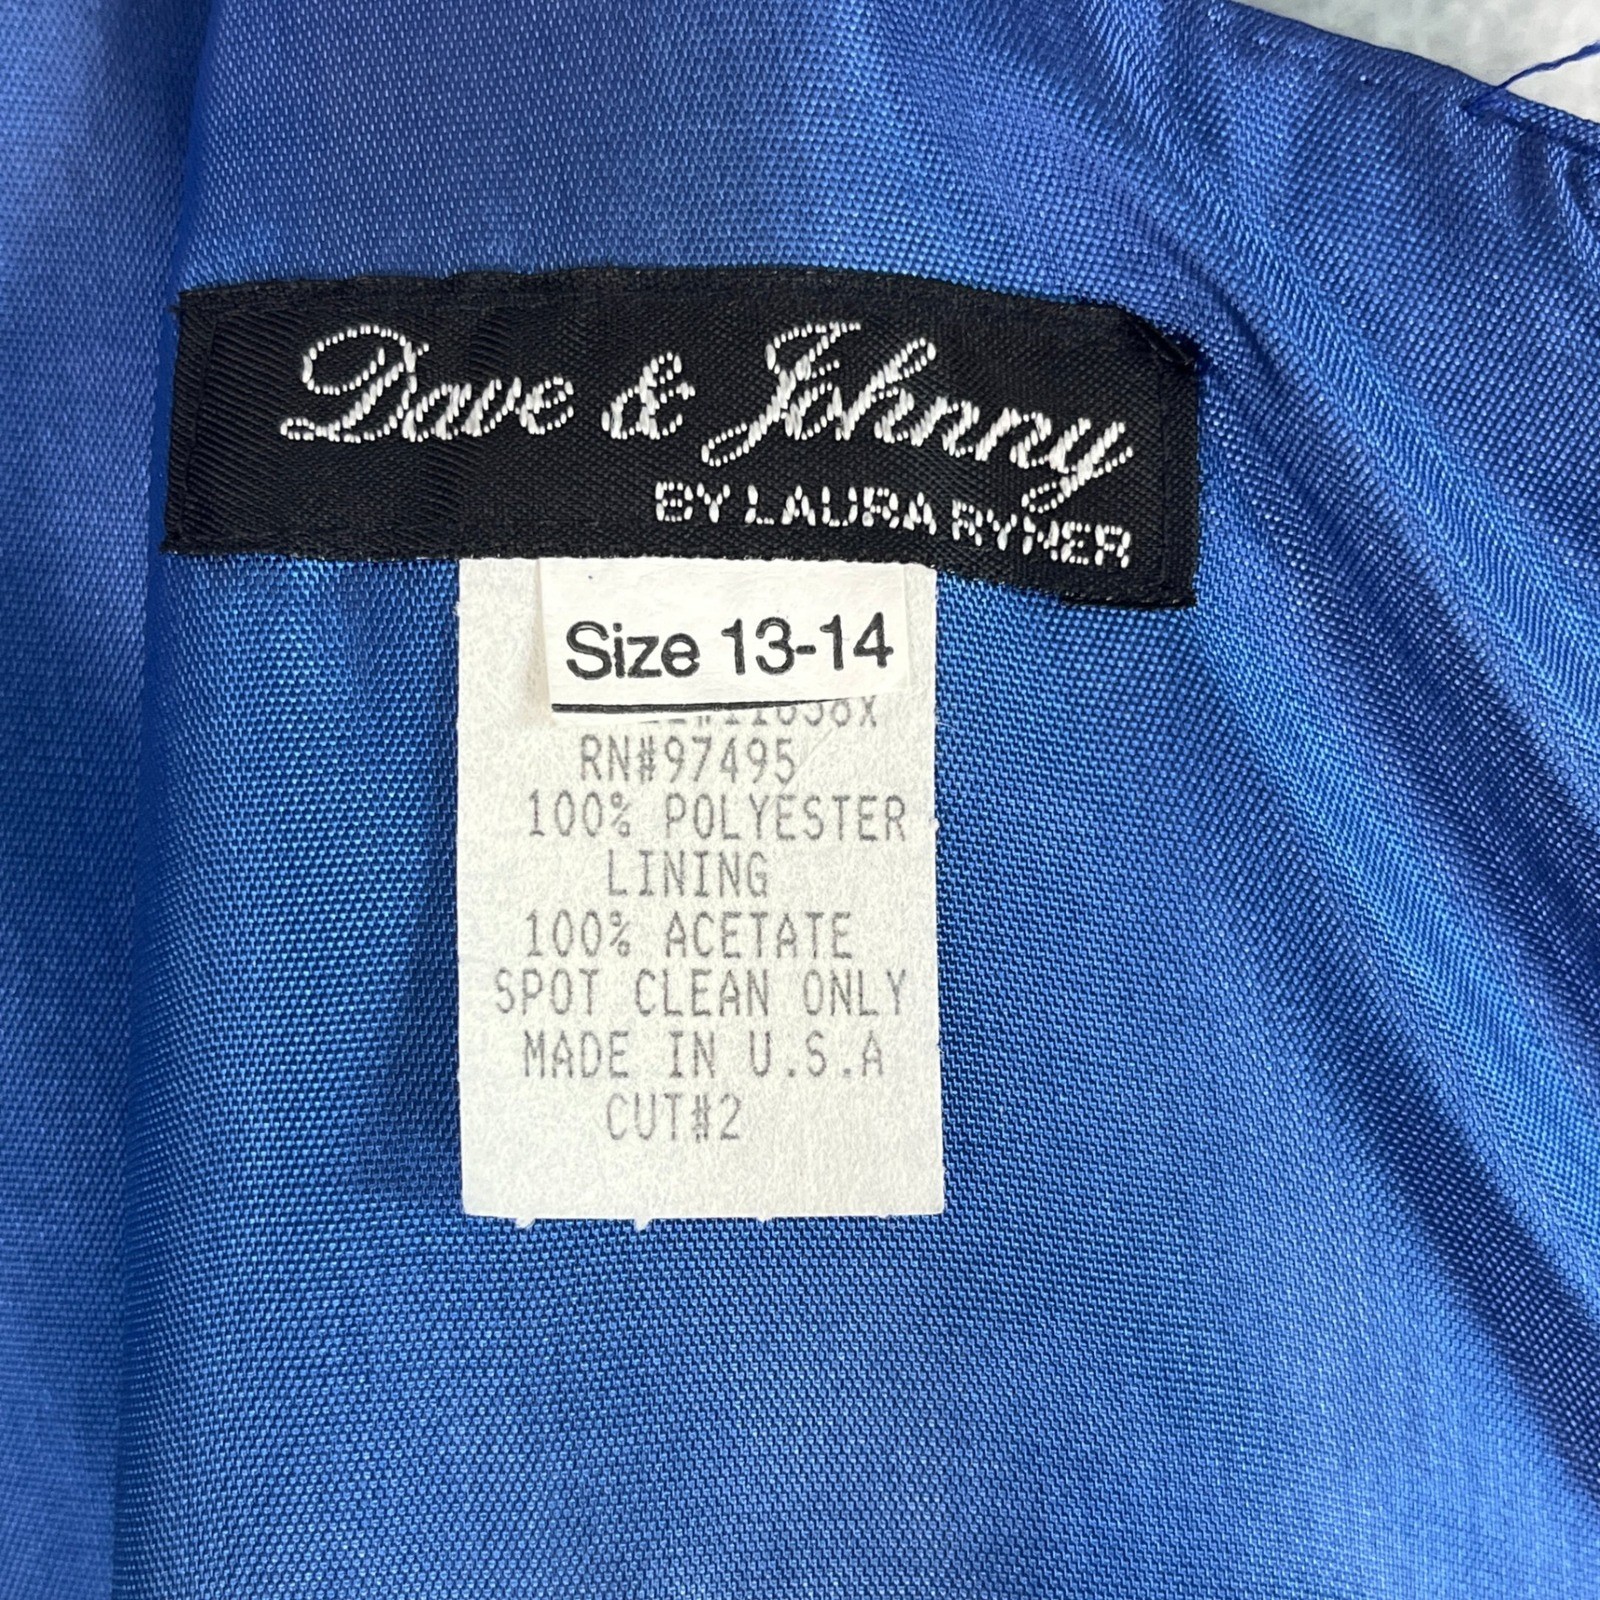 Dave & Johnny
BY LAURA RYMER
Size 13-14
RN#97495
100% POLYESTER
LINING
100% ACETATE
SPOT CLEAN ONLY
MADE IN U.S.A
CUT#2